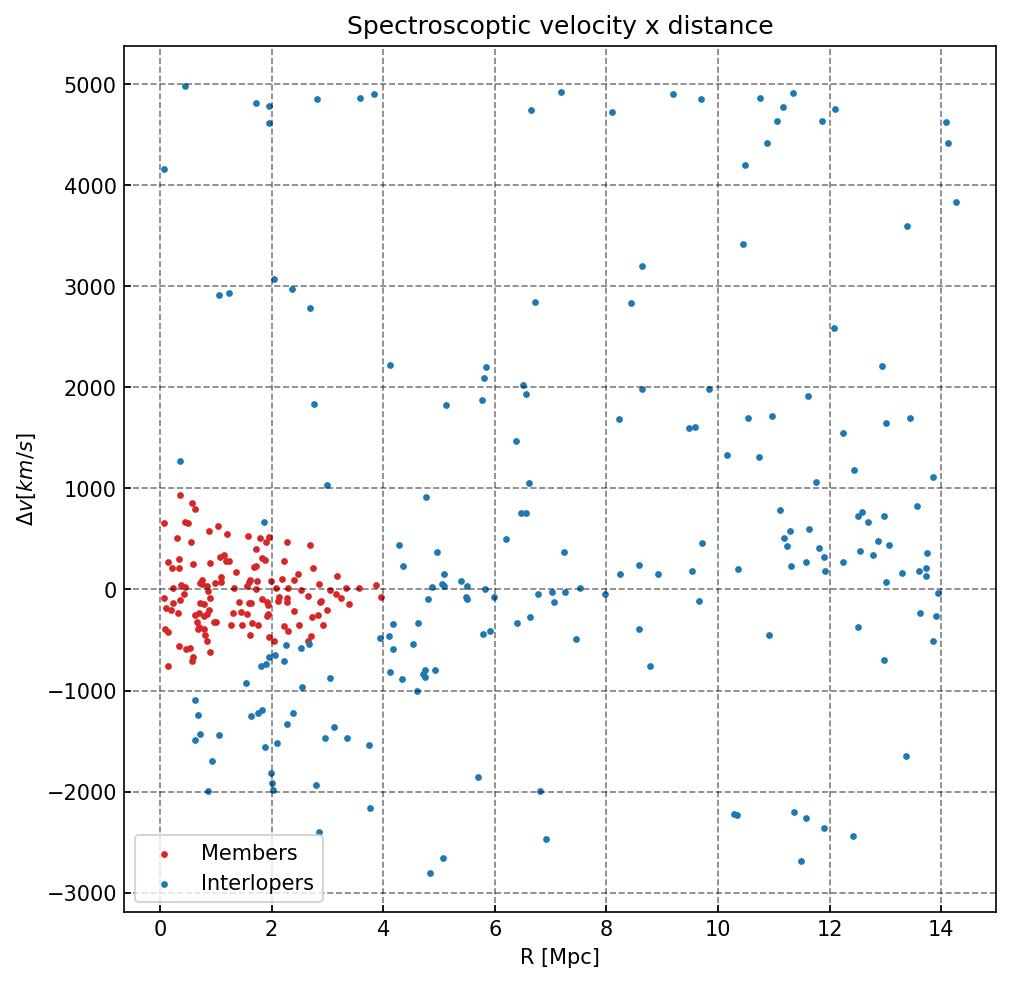 Spectroscoptic velocity x distance
5000
4000
3000
2000
1000
0
−1000
−2000
−3000
Δv[km/s]
Members
Interlopers
0 2 4 6 8 10 12 14
R [Mpc]